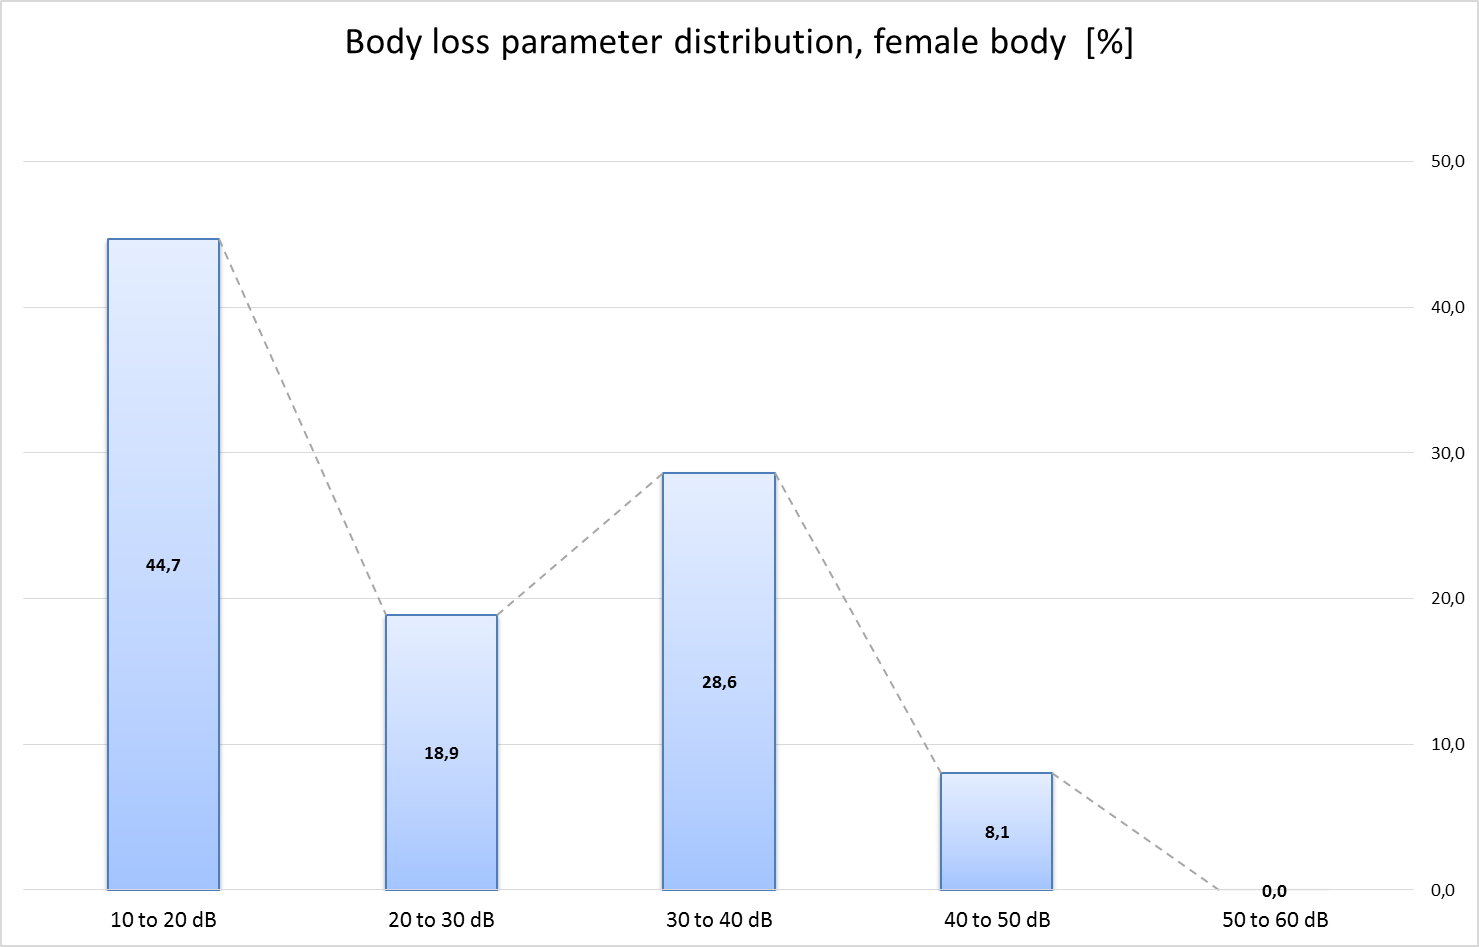 Body loss parameter distribution, female body [%]
50,0
40,0
30,0
20,0
10,0
0,0
44,7
18,9
28,6
8,1
0,0
10 to 20 dB
20 to 30 dB
30 to 40 dB
40 to 50 dB
50 to 60 dB